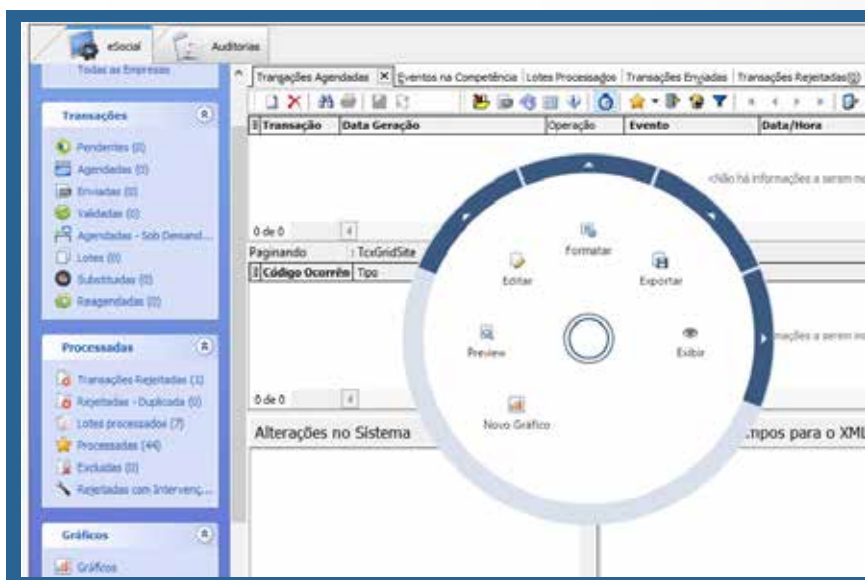 eSocial
Auditorias
Todas as Empresas
Transações
Pendentes (0)
Agendadas (0)
Enviadas (0)
Validadas (0)
Agendadas - Sob Demand...
Lotes (0)
Substituídas (0)
Reagendadas (0)
Processadas
Transações Rejeitadas (1)
Rejeitadas - Duplicada (0)
Lotes processados (7)
Processadas (44)
Excluídas (0)
Rejeitadas com Intervenç...
Gráficos
Gráficos
Transações Agendadas
Eventos na Competência
Lotes Processados
Transações Enviadas
Transações Rejeitadas
Transação
Data Geração
Operação
Evento
Data/Hora
<Não há informações a serem
0 de 0
Paginando
: TcxGridSite
Código Ocorrên
Tipo
mações a serem
0 de 0
Formatar
Editar
Exportar
Preview
Exibir
Novo Gráfico
Alterações no Sistema
mpos para o XML